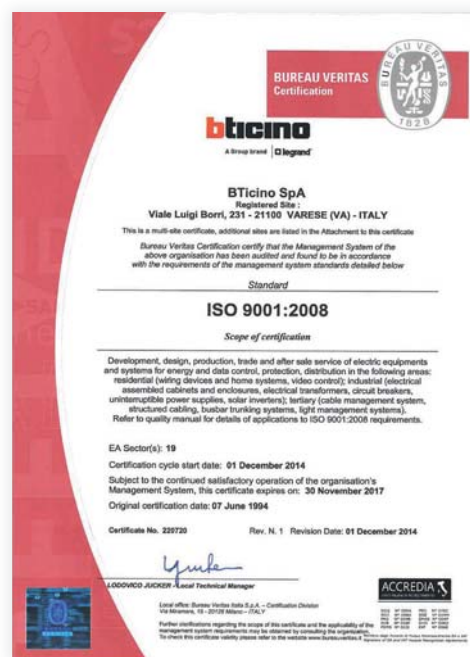 BUREAU VERITAS
Certification
BUREAU VERITAS
1828
bticino
A Group brand | legrand
BTicino SpA
Registered Site :
Viale Luigi Borri, 231 - 21100 VARESE (VA) - ITALY
This is a multi-site certificate, additional sites are listed in the Attachment to this certificate
Bureau Veritas Certification certify that the Management System of the
above organisation has been audited and found to be in accordance
with the requirements of the management system standards detailed below
Standard
ISO 9001:2008
Scope of certification
Development, design, production, trade and after sale service of electric equipments
and systems for energy and data control, protection, distribution in the following areas:
residential (wiring devices and home systems, video control); industrial (electrical
assembled cabinets and enclosures, electrical transformers, circuit breakers,
uninterruptible power supplies, solar inverters); tertiary (cable management system,
structured cabling, busbar trunking systems, light management systems).
Refer to quality manual for details of applications to ISO 9001:2008 requirements.
EA Sector(s): 19
Certification cycle start date: 01 December 2014
Subject to the continued satisfactory operation of the organisation's
Management System, this certificate expires on: 30 November 2017
Original certification date: 07 June 1994
Certificate No. 220720 Rev. N. 1 Revision Date: 01 December 2014
LODOVICO JUCKER - Local Technical Manager
Local office: Bureau Veritas Italia S.p.A. – Certification Division
Via Miramare, 15 - 20126 Milano – ITALY
Further clarifications regarding the scope of this certificate and the applicability of the
management system requirements may be obtained by consulting the organization.
To check this certificate validity please refer to the website www.bureauveritas.it
ACCREDIA